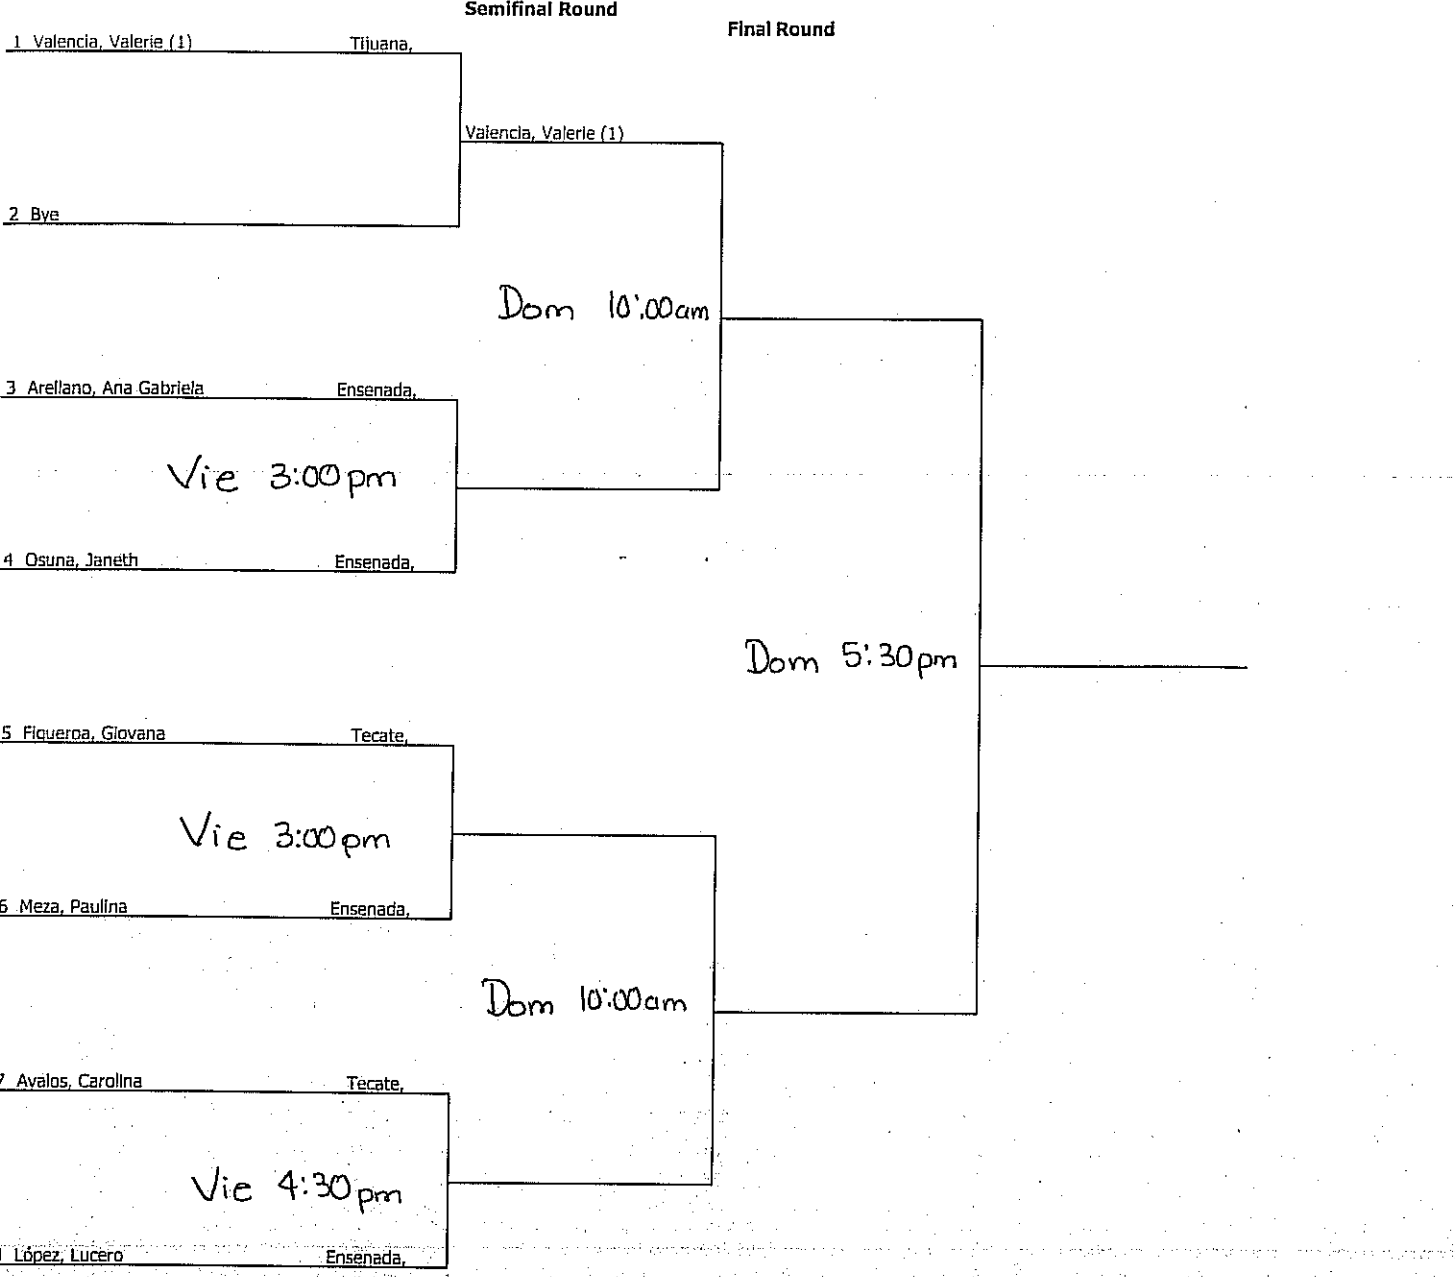 Semifinal Round
Final Round
1 Valencia, Valerie (1) Tijuana,
Valencia, Valerie (1)
2 Bye
Dom 10:00am
3 Arellano, Ana Gabriela Ensenada,
Vie 3:00pm
4 Osuna, Janeth Ensenada,
Dom 5:30pm
5 Figueroa, Giovana Tecate,
Vie 3:00pm
6 Meza, Paulina Ensenada,
Dom 10:00am
7 Avalos, Carolina Tecate,
Vie 4:30pm
López, Lucero Ensenada,